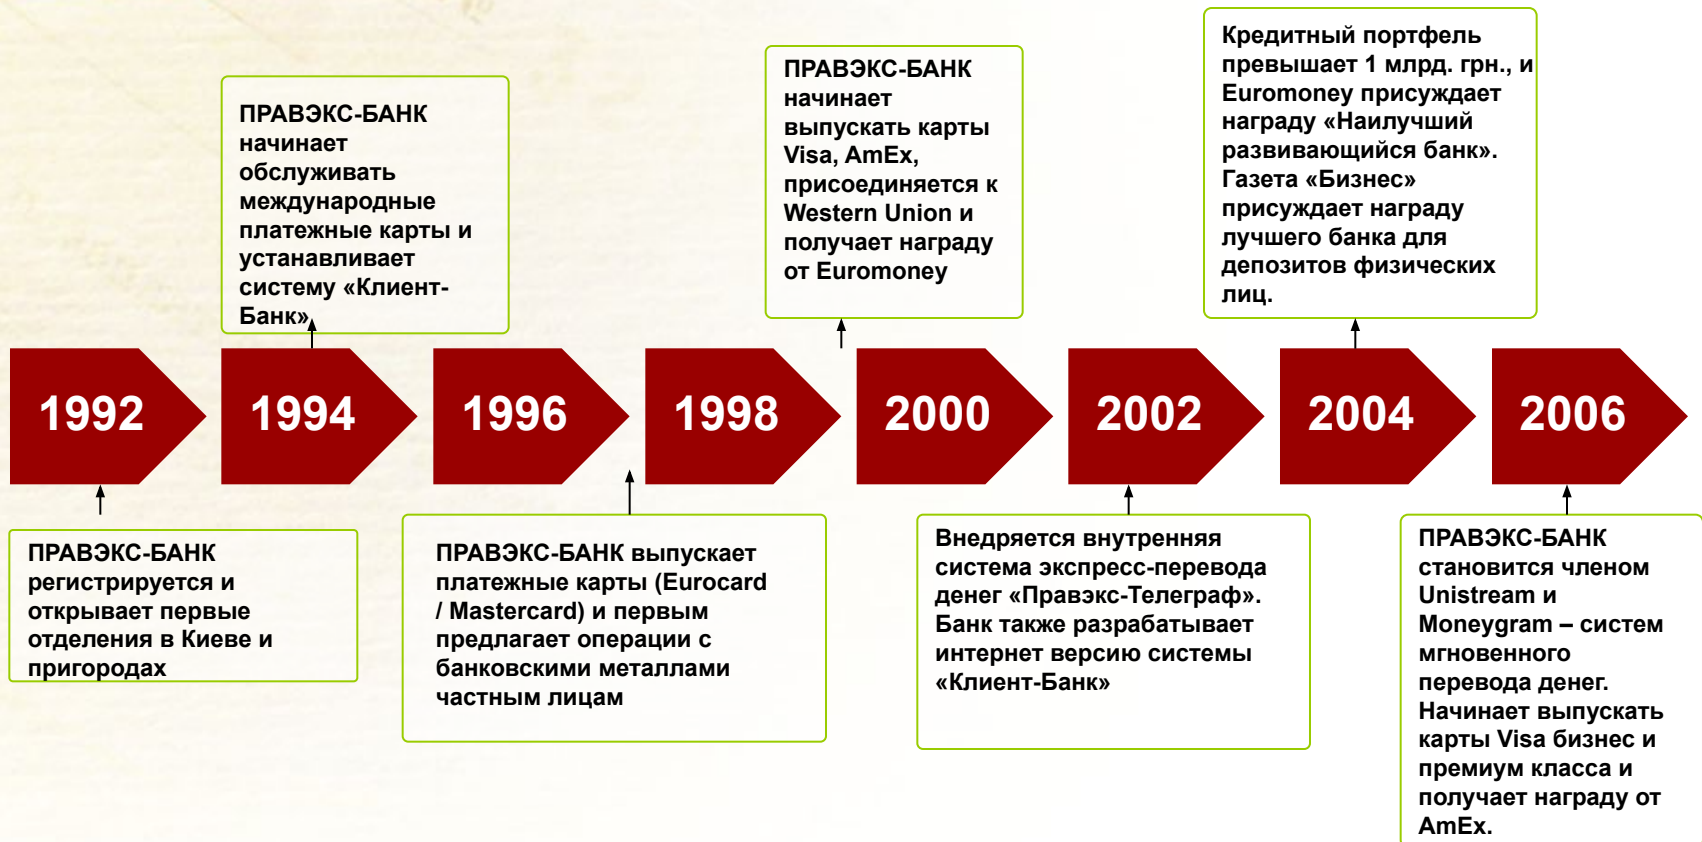 ПРАВЭКС-БАНК
начинает
обслуживать
международные
платежные карты и
устанавливает
систему «Клиент-
Банк»
ПРАВЭКС-БАНК
начинает
выпускать карты
Visa, AmEx,
присоединяется к
Western Union и
получает награду
от Euromoney
Кредитный портфель
превышает 1 млрд. грн., и
Euromoney присуждает
награду «Наилучший
развивающийся банк».
Газета «Бизнес»
присуждает награду
лучшего банка для
депозитов физических
лиц.
1992
1994
1996
1998
2000
2002
2004
2006
ПРАВЭКС-БАНК
регистрируется и
открывает первые
отделения в Киеве и
пригородах
ПРАВЭКС-БАНК выпускает
платежные карты (Eurocard
/ Mastercard) и первым
предлагает операции с
банковскими металлами
частным лицам
Внедряется внутренняя
система экспресс-перевода
денег «Правэкс-Телеграф».
Банк также разрабатывает
интернет версию системы
«Клиент-Банк»
ПРАВЭКС-БАНК
становится членом
Unistream и
Moneygram – систем
мгновенного
перевода денег.
Начинает выпускать
карты Visa бизнес и
премиум класса и
получает награду от
AmEx.